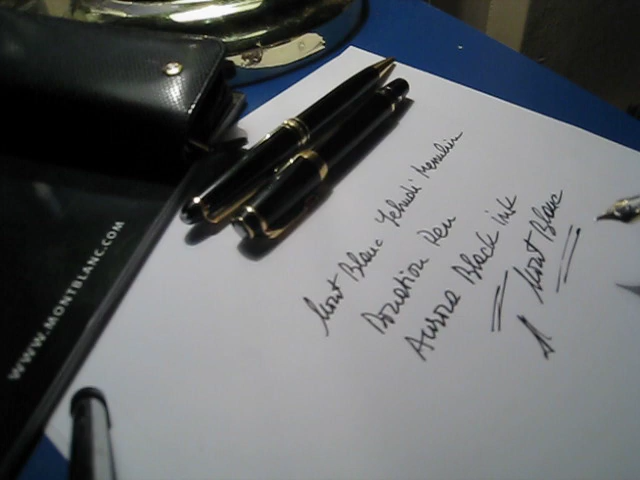 WWW.MONTBLANC.COM
Mont Blanc Yehudi Menuhin
Donation Pen
Aurora Black ink
Mont Blanc